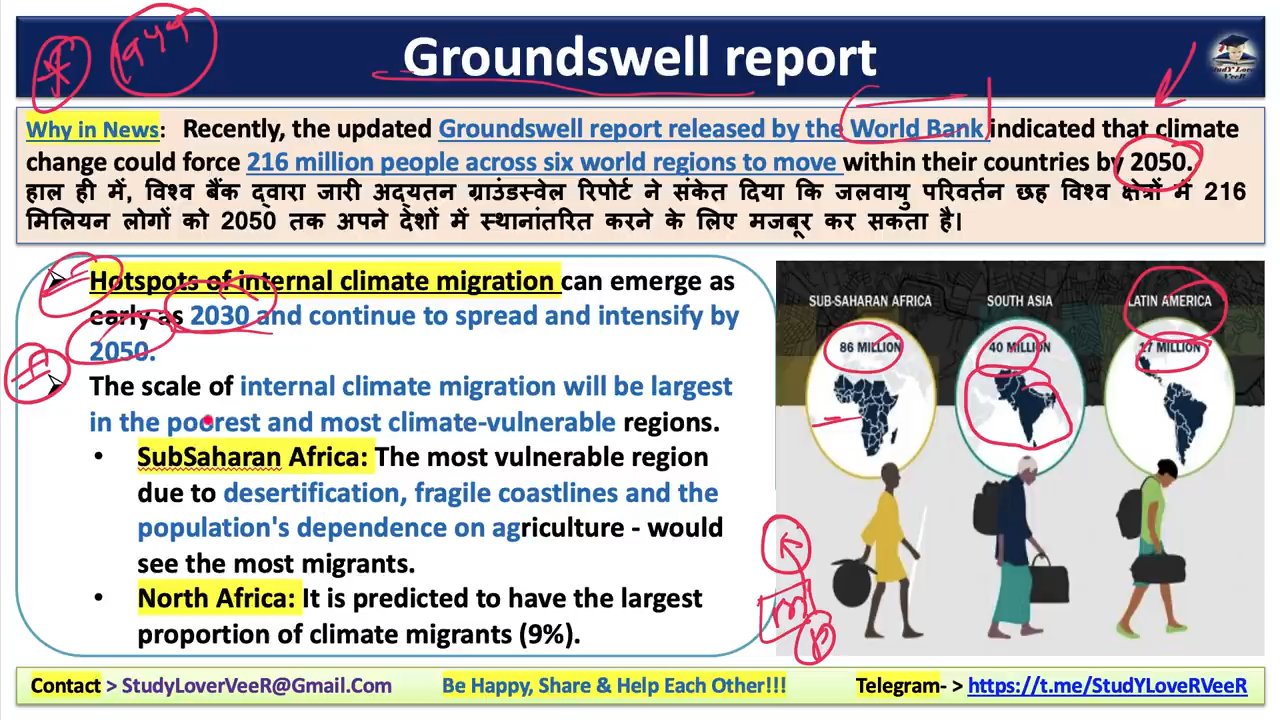 1949
Groundswell report
StudY Love
VeeR
Why in News: Recently, the updated Groundswell report released by the World Bank indicated that climate
change could force 216 million people across six world regions to move within their countries by 2050.
हाल ही में, विश्व बैंक द्वारा जारी अद्यतन ग्राउंडस्वेल रिपोर्ट ने संकेत दिया कि जलवायु परिवर्तन छह विश्व क्षेत्रों में 216
मिलियन लोगों को 2050 तक अपने देशों में स्थानांतरित करने के लिए मजबूर कर सकता है।
Hotspots of internal climate migration can emerge as
early as 2030 and continue to spread and intensify by
2050.
The scale of internal climate migration will be largest
in the poorest and most climate-vulnerable regions.
• SubSaharan Africa: The most vulnerable region
due to desertification, fragile coastlines and the
population's dependence on agriculture - would
see the most migrants.
• North Africa: It is predicted to have the largest
proportion of climate migrants (9%).
SUB-SAHARAN AFRICA
86 MILLION
SOUTH ASIA
40 MILLION
LATIN AMERICA
17 MILLION
Contact > StudyLoverVeeR@Gmail.Com Be Happy, Share & Help Each Other!!! Telegram- > https://t.me/StudYLoveRVeeR